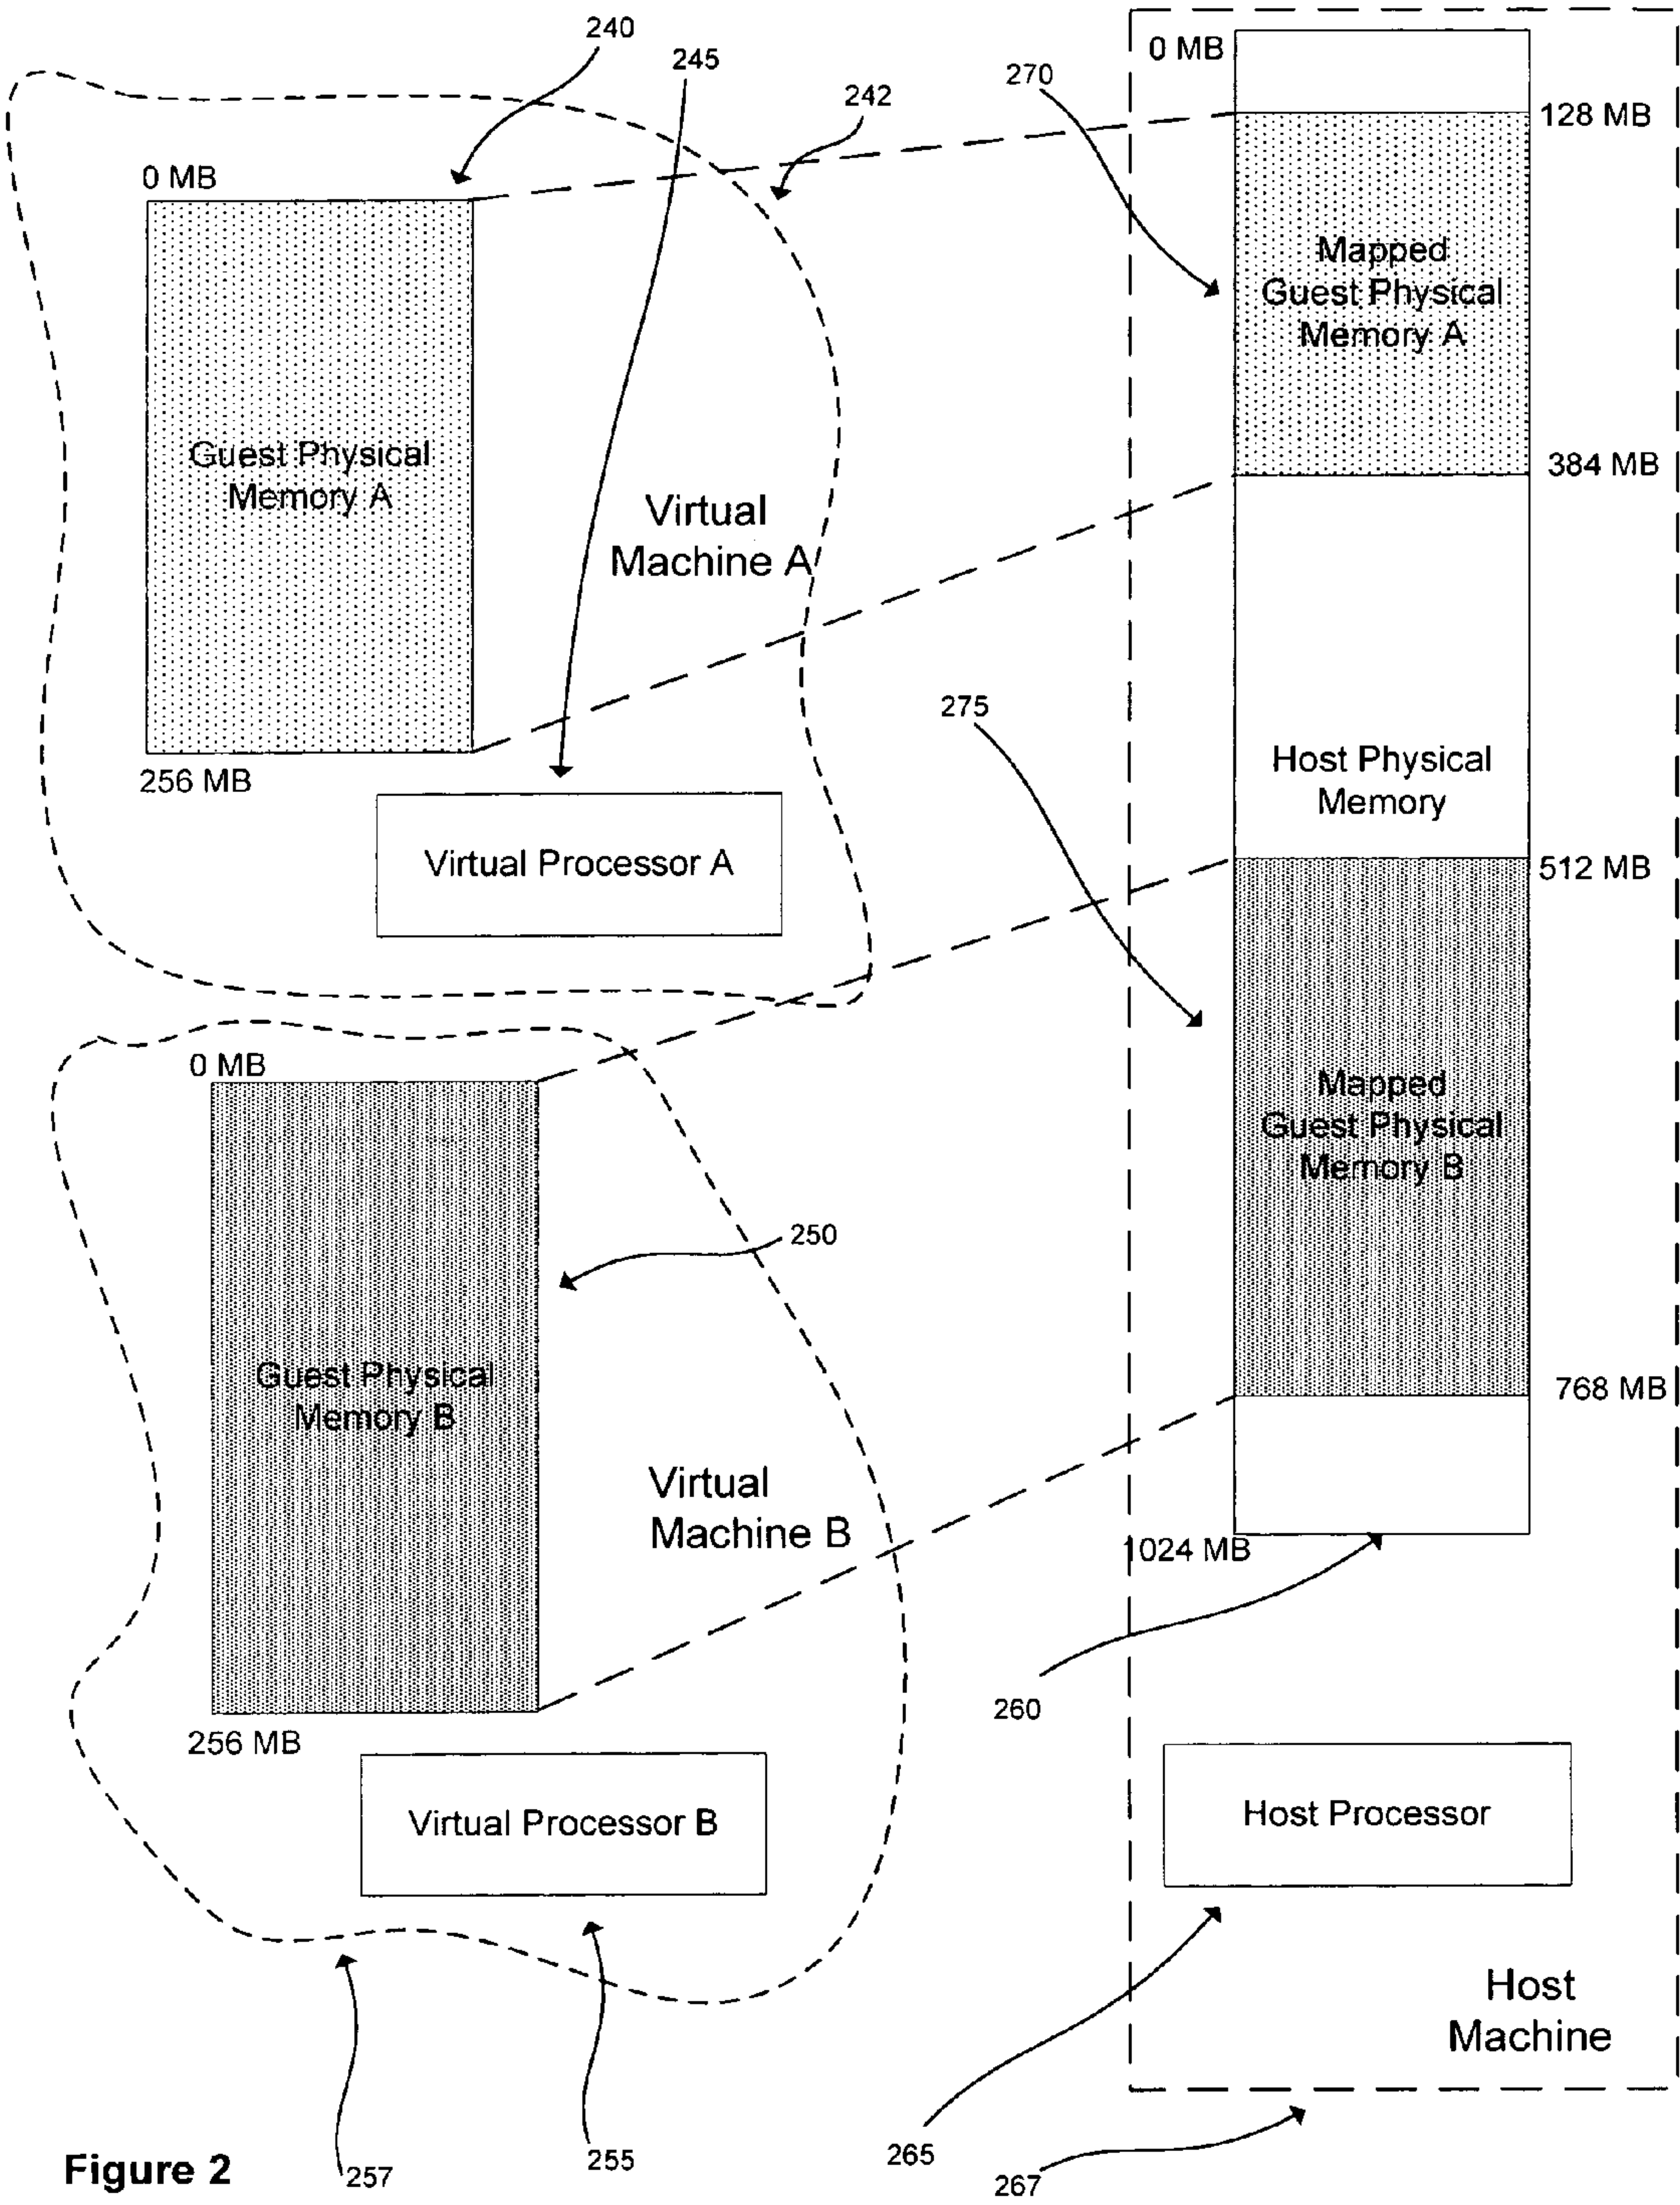 240
245
0 MB
270
242
128 MB
0 MB
Mapped
Guest Physical
Memory A
Guest Physical
Memory A
384 MB
Virtual
Machine A
275
256 MB
Host Physical
Memory
Virtual Processor A
512 MB
0 MB
Mapped
Guest Physical
Memory B
250
Guest Physical
Memory B
768 MB
Virtual
Machine B
1024 MB
260
256 MB
Virtual Processor B
Host Processor
Host
Machine
Figure 2
257
255
265
267